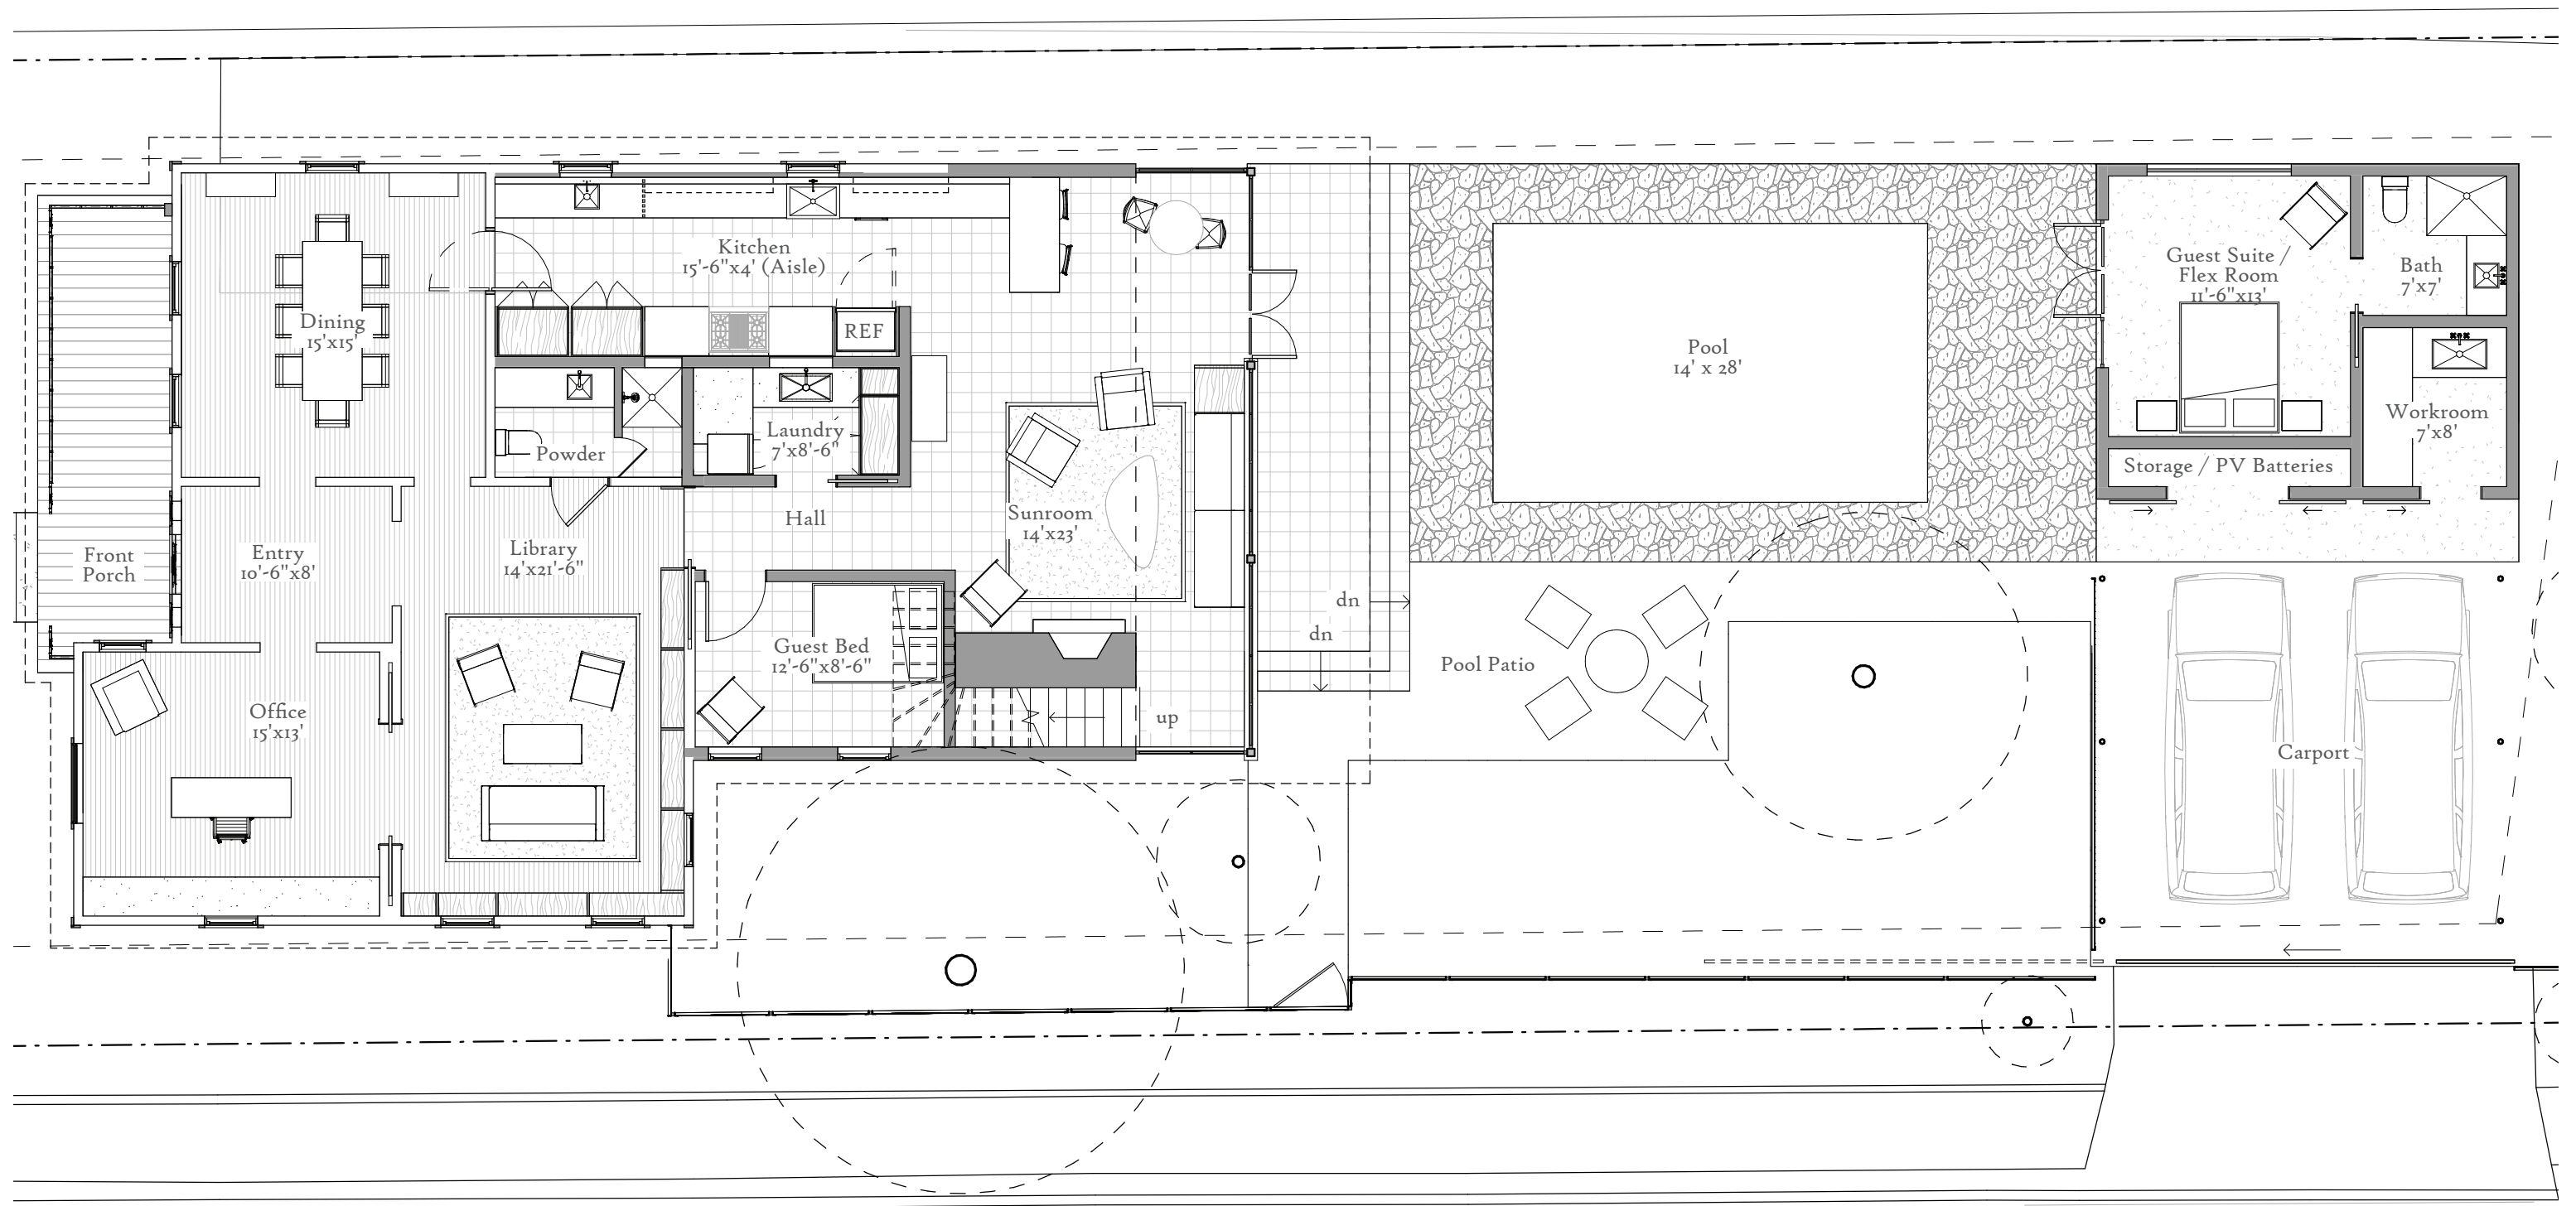 Kitchen
15'-6"x4' (Aisle)
Dining
15'x15'
REF
Powder
Laundry
7'x8'-6"
Hall
Sunroom
14'x23'
Front
Porch
Entry
10'-6"x8'
Library
14'x21'-6"
Guest Bed
12'-6"x8'-6"
Office
15'x13'
up
dn
dn
Pool
14' x 28'
Pool Patio
Guest Suite /
Flex Room
11'-6"x13'
Bath
7'x7'
Workroom
7'x8'
Storage / PV Batteries
Carport